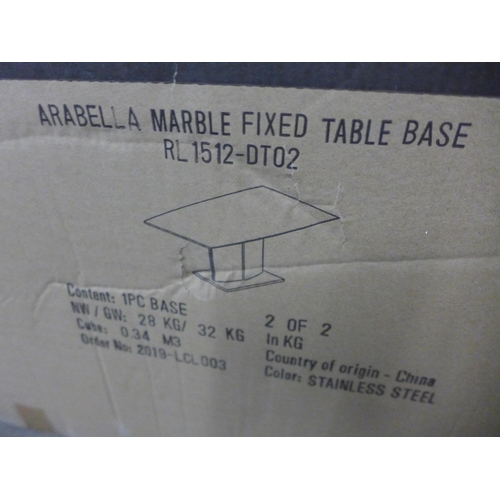 ARABELLA MARBLE FIXED TABLE BASE
RL1512-DT02
Content: 1PC BASE
NW / GW: 28 KG/ 32 KG
Cube: 0.34 M3
Order No: 2019-LCL003
2 OF 2
In KG
Country of origin - China
Color: STAINLESS STEEL